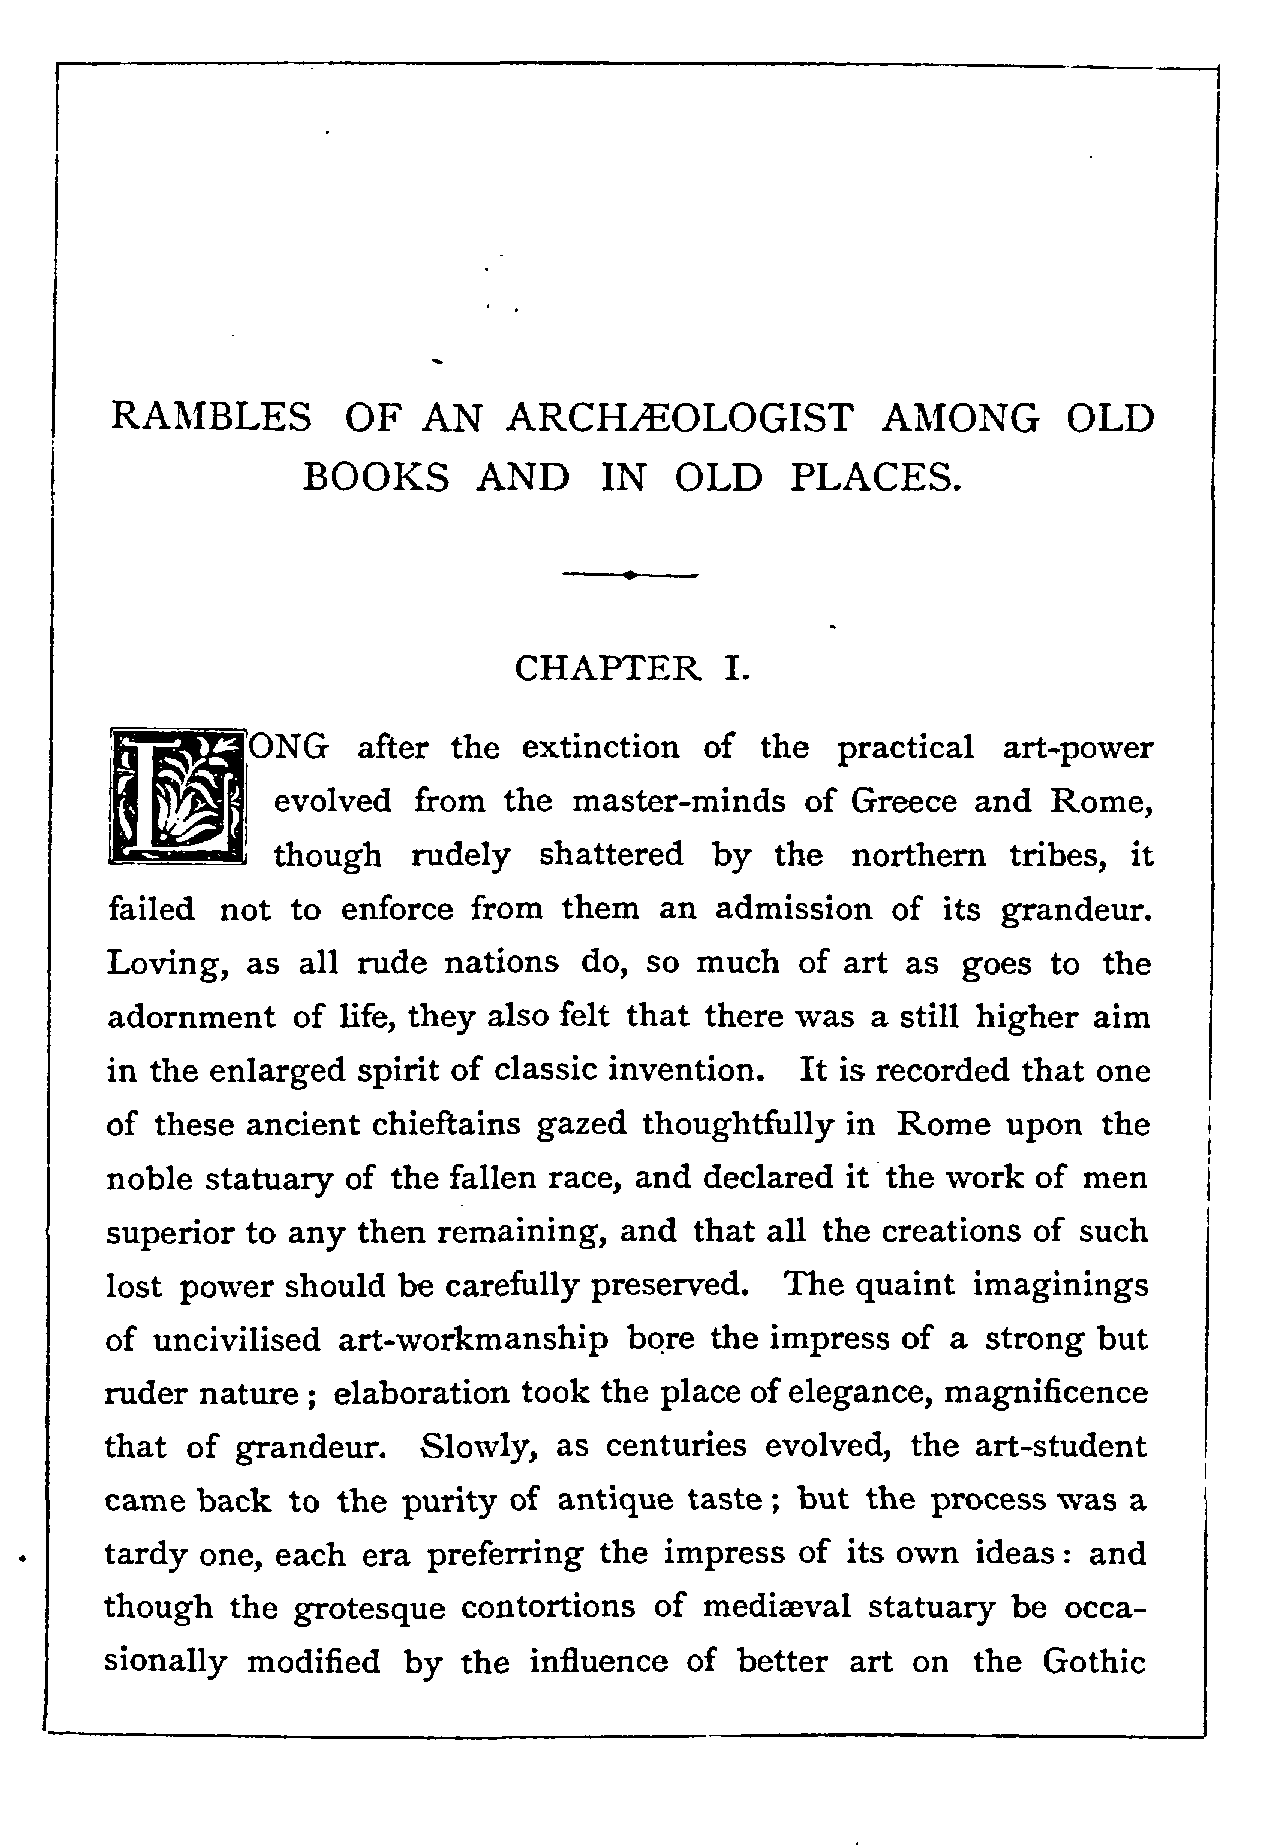 RAMBLES OF AN ARCHÆOLOGIST AMONG OLD
BOOKS AND IN OLD PLACES.
CHAPTER I.
LONG after the extinction of the practical art-power
evolved from the master-minds of Greece and Rome,
though rudely shattered by the northern tribes, it
failed not to enforce from them an admission of its grandeur.
Loving, as all rude nations do, so much of art as goes to the
adornment of life, they also felt that there was a still higher aim
in the enlarged spirit of classic invention. It is recorded that one
of these ancient chieftains gazed thoughtfully in Rome upon the
noble statuary of the fallen race, and declared it the work of men
superior to any then remaining, and that all the creations of such
lost power should be carefully preserved. The quaint imaginings
of uncivilised art-workmanship bore the impress of a strong but
ruder nature ; elaboration took the place of elegance, magnificence
that of grandeur. Slowly, as centuries evolved, the art-student
came back to the purity of antique taste ; but the process was a
tardy one, each era preferring the impress of its own ideas : and
though the grotesque contortions of mediæval statuary be occa-
sionally modified by the influence of better art on the Gothic